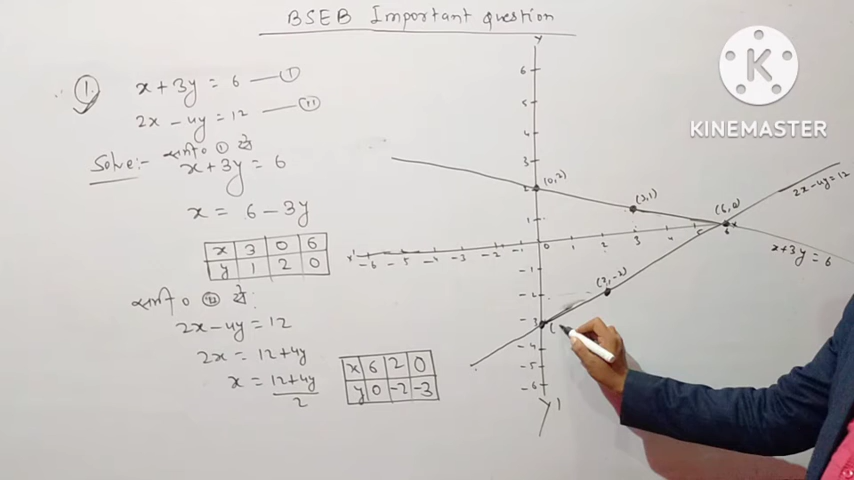 BSEB Important question
1. x + 3y = 6 — I
2x - 4y = 12 — II
Solve:- समी० ① से
x + 3y = 6
x = 6 - 3y
x 3 0 6
y 1 2 0
समी० ② से:
2x - 4y = 12
2x = 12 + 4y
x = 12+4y
2
x 6 2 0
y 0 -2 -3
KINEMASTER
y
6
5
4
3
2
1
(0,2)
(3,1)
(6,0)
2x - 4y = 12
x + 3y = 6
x' -6 -5 -4 -3 -2 -1 0 1 2 3 4 5 6 x
-1
-2
-3
-4
-5
-6
(2,-2)
(
y'